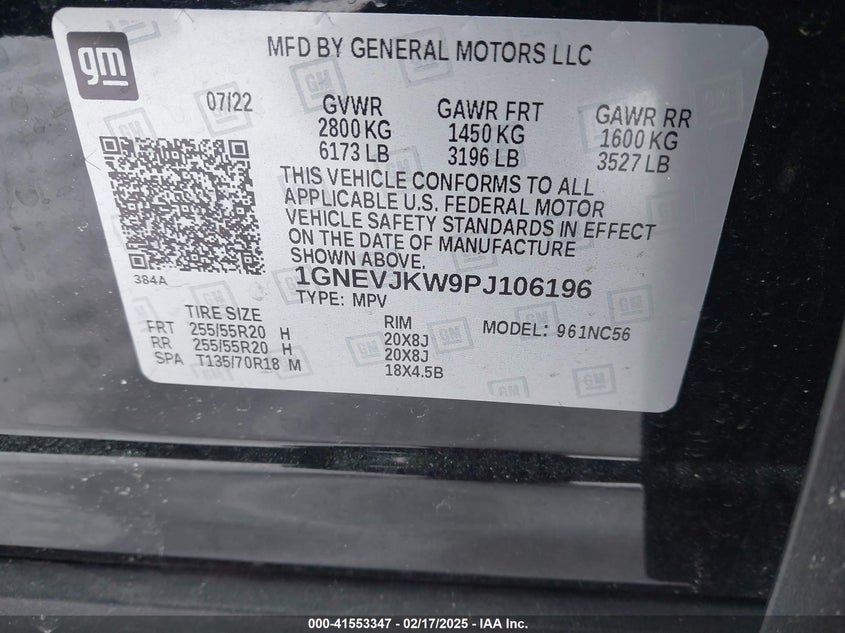 gm
MFD BY GENERAL MOTORS LLC
07/22 GVWR GAWR FRT GAWR RR
2800 KG 1450 KG 1600 KG
6173 LB 3196 LB 3527 LB
THIS VEHICLE CONFORMS TO ALL
APPLICABLE U.S. FEDERAL MOTOR
VEHICLE SAFETY STANDARDS IN EFFECT
ON THE DATE OF MANUFACTURE
SHOWN ABOVE.
384A
1GNEVJKW9PJ106196
TYPE: MPV
TIRE SIZE RIM MODEL: 961NC56
FRT 255/55R20 H 20X8J
RR 255/55R20 H 20X8J
SPA T135/70R18 M 18X4.5B
000-41553347 — 02/17/2025 — IAA Inc.